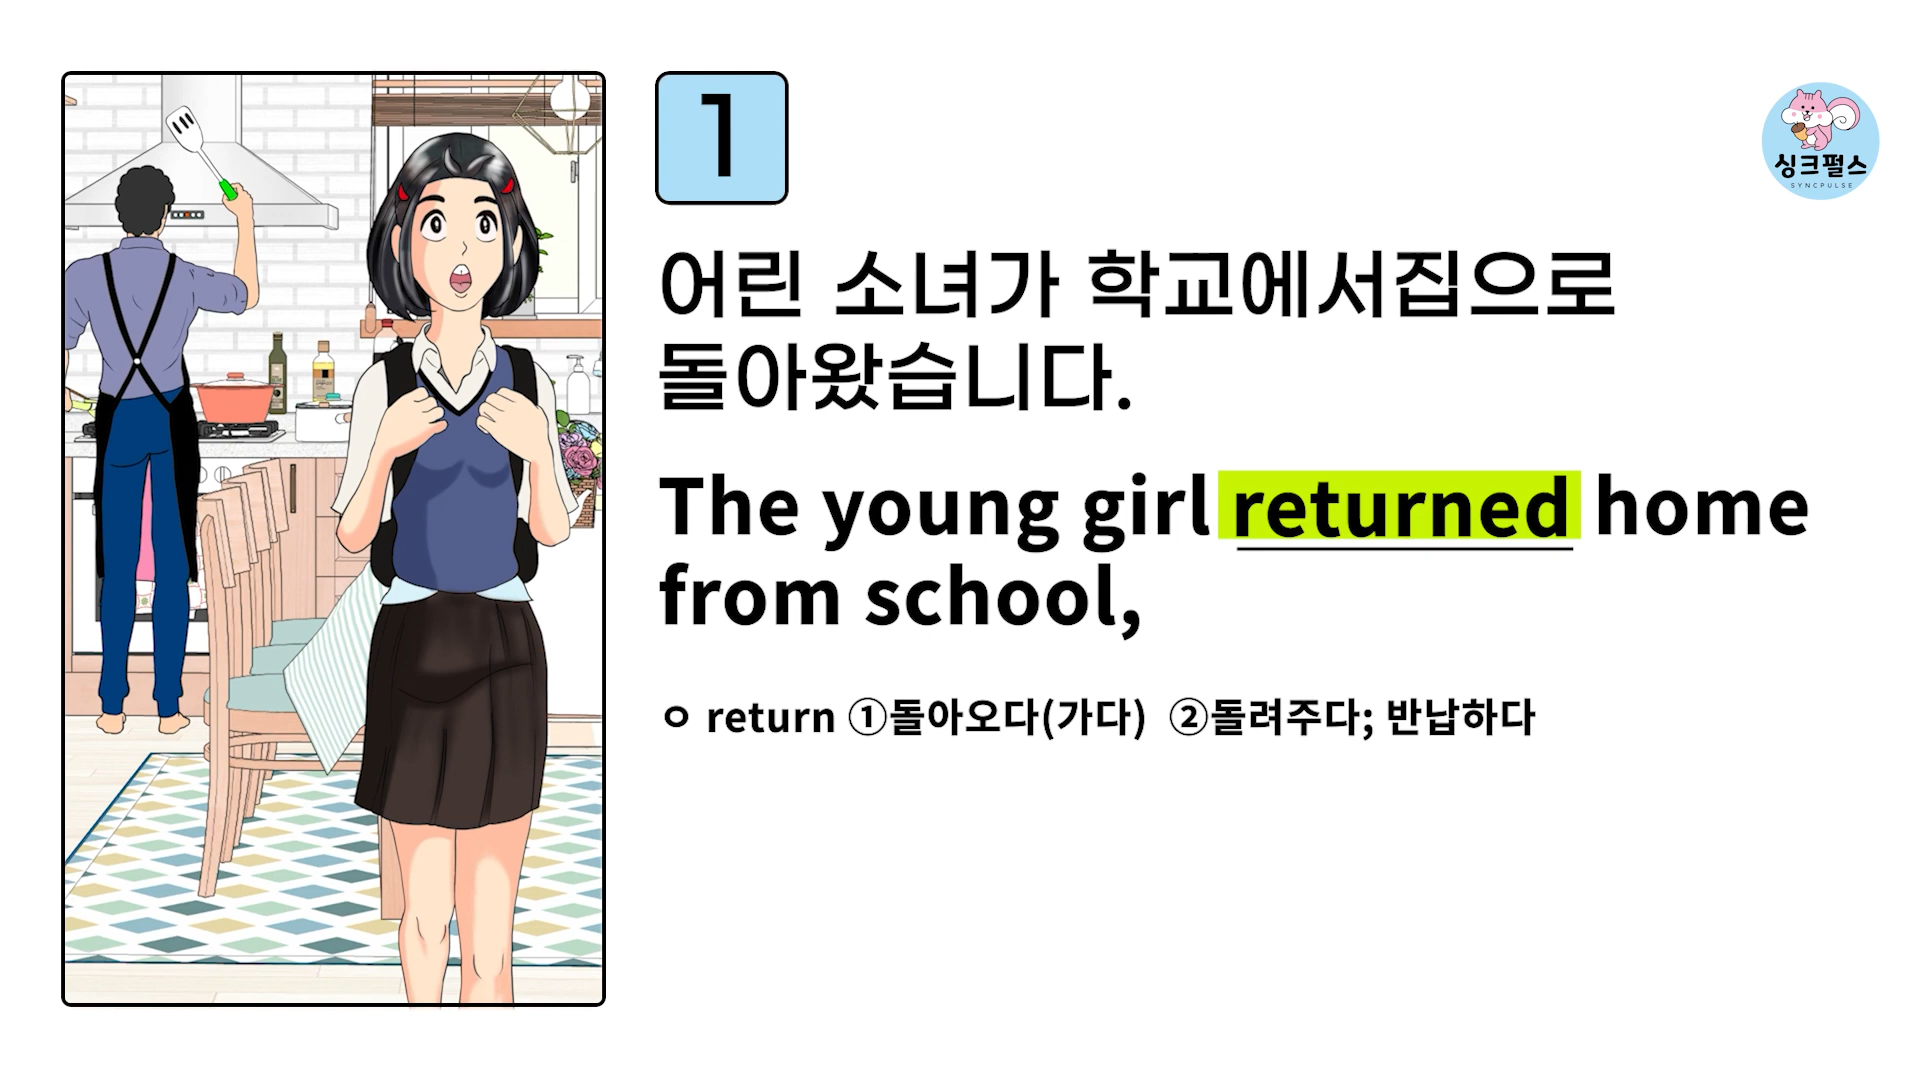 1
싱크펄스
SYNCPULSE
어린 소녀가 학교에서집으로
돌아왔습니다.
The young girl returned home
from school,
ㅇ return ①돌아오다(가다) ②돌려주다; 반납하다